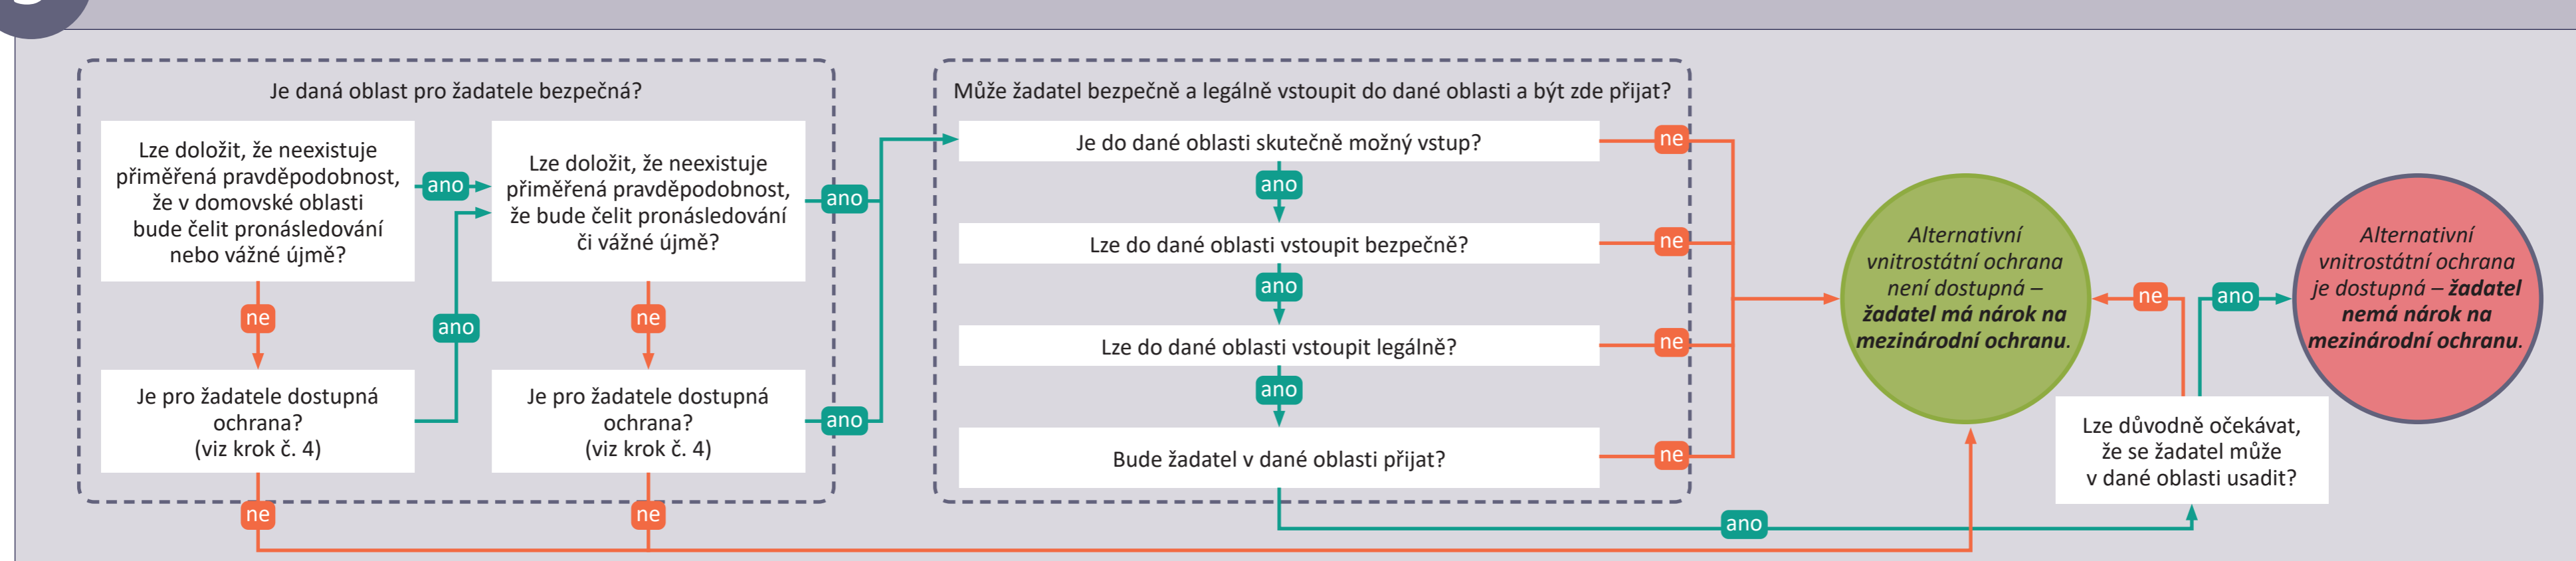 Je daná oblast pro žadatele bezpečná?
Lze doložit, že neexistuje
přiměřená pravděpodobnost,
že v domovské oblasti
bude čelit pronásledování
nebo vážné újmě?
ano
Lze doložit, že neexistuje
přiměřená pravděpodobnost,
že bude čelit pronásledování
či vážné újmě?
ano
ne
ano
ne
Je pro žadatele dostupná
ochrana?
(viz krok č. 4)
Je pro žadatele dostupná
ochrana?
(viz krok č. 4)
ano
ne
ne
Může žadatel bezpečně a legálně vstoupit do dané oblasti a být zde přijat?
Je do dané oblasti skutečně možný vstup?
ne
ano
Lze do dané oblasti vstoupit bezpečně?
ne
ano
Lze do dané oblasti vstoupit legálně?
ne
ano
Bude žadatel v dané oblasti přijat?
ne
ano
Alternativní
vnitrostátní ochrana
není dostupná –
žadatel má nárok na
mezinárodní ochranu.
ne
ano
Alternativní
vnitrostátní ochrana
je dostupná – žadatel
nemá nárok na
mezinárodní ochranu.
Lze důvodně očekávat,
že se žadatel může
v dané oblasti usadit?